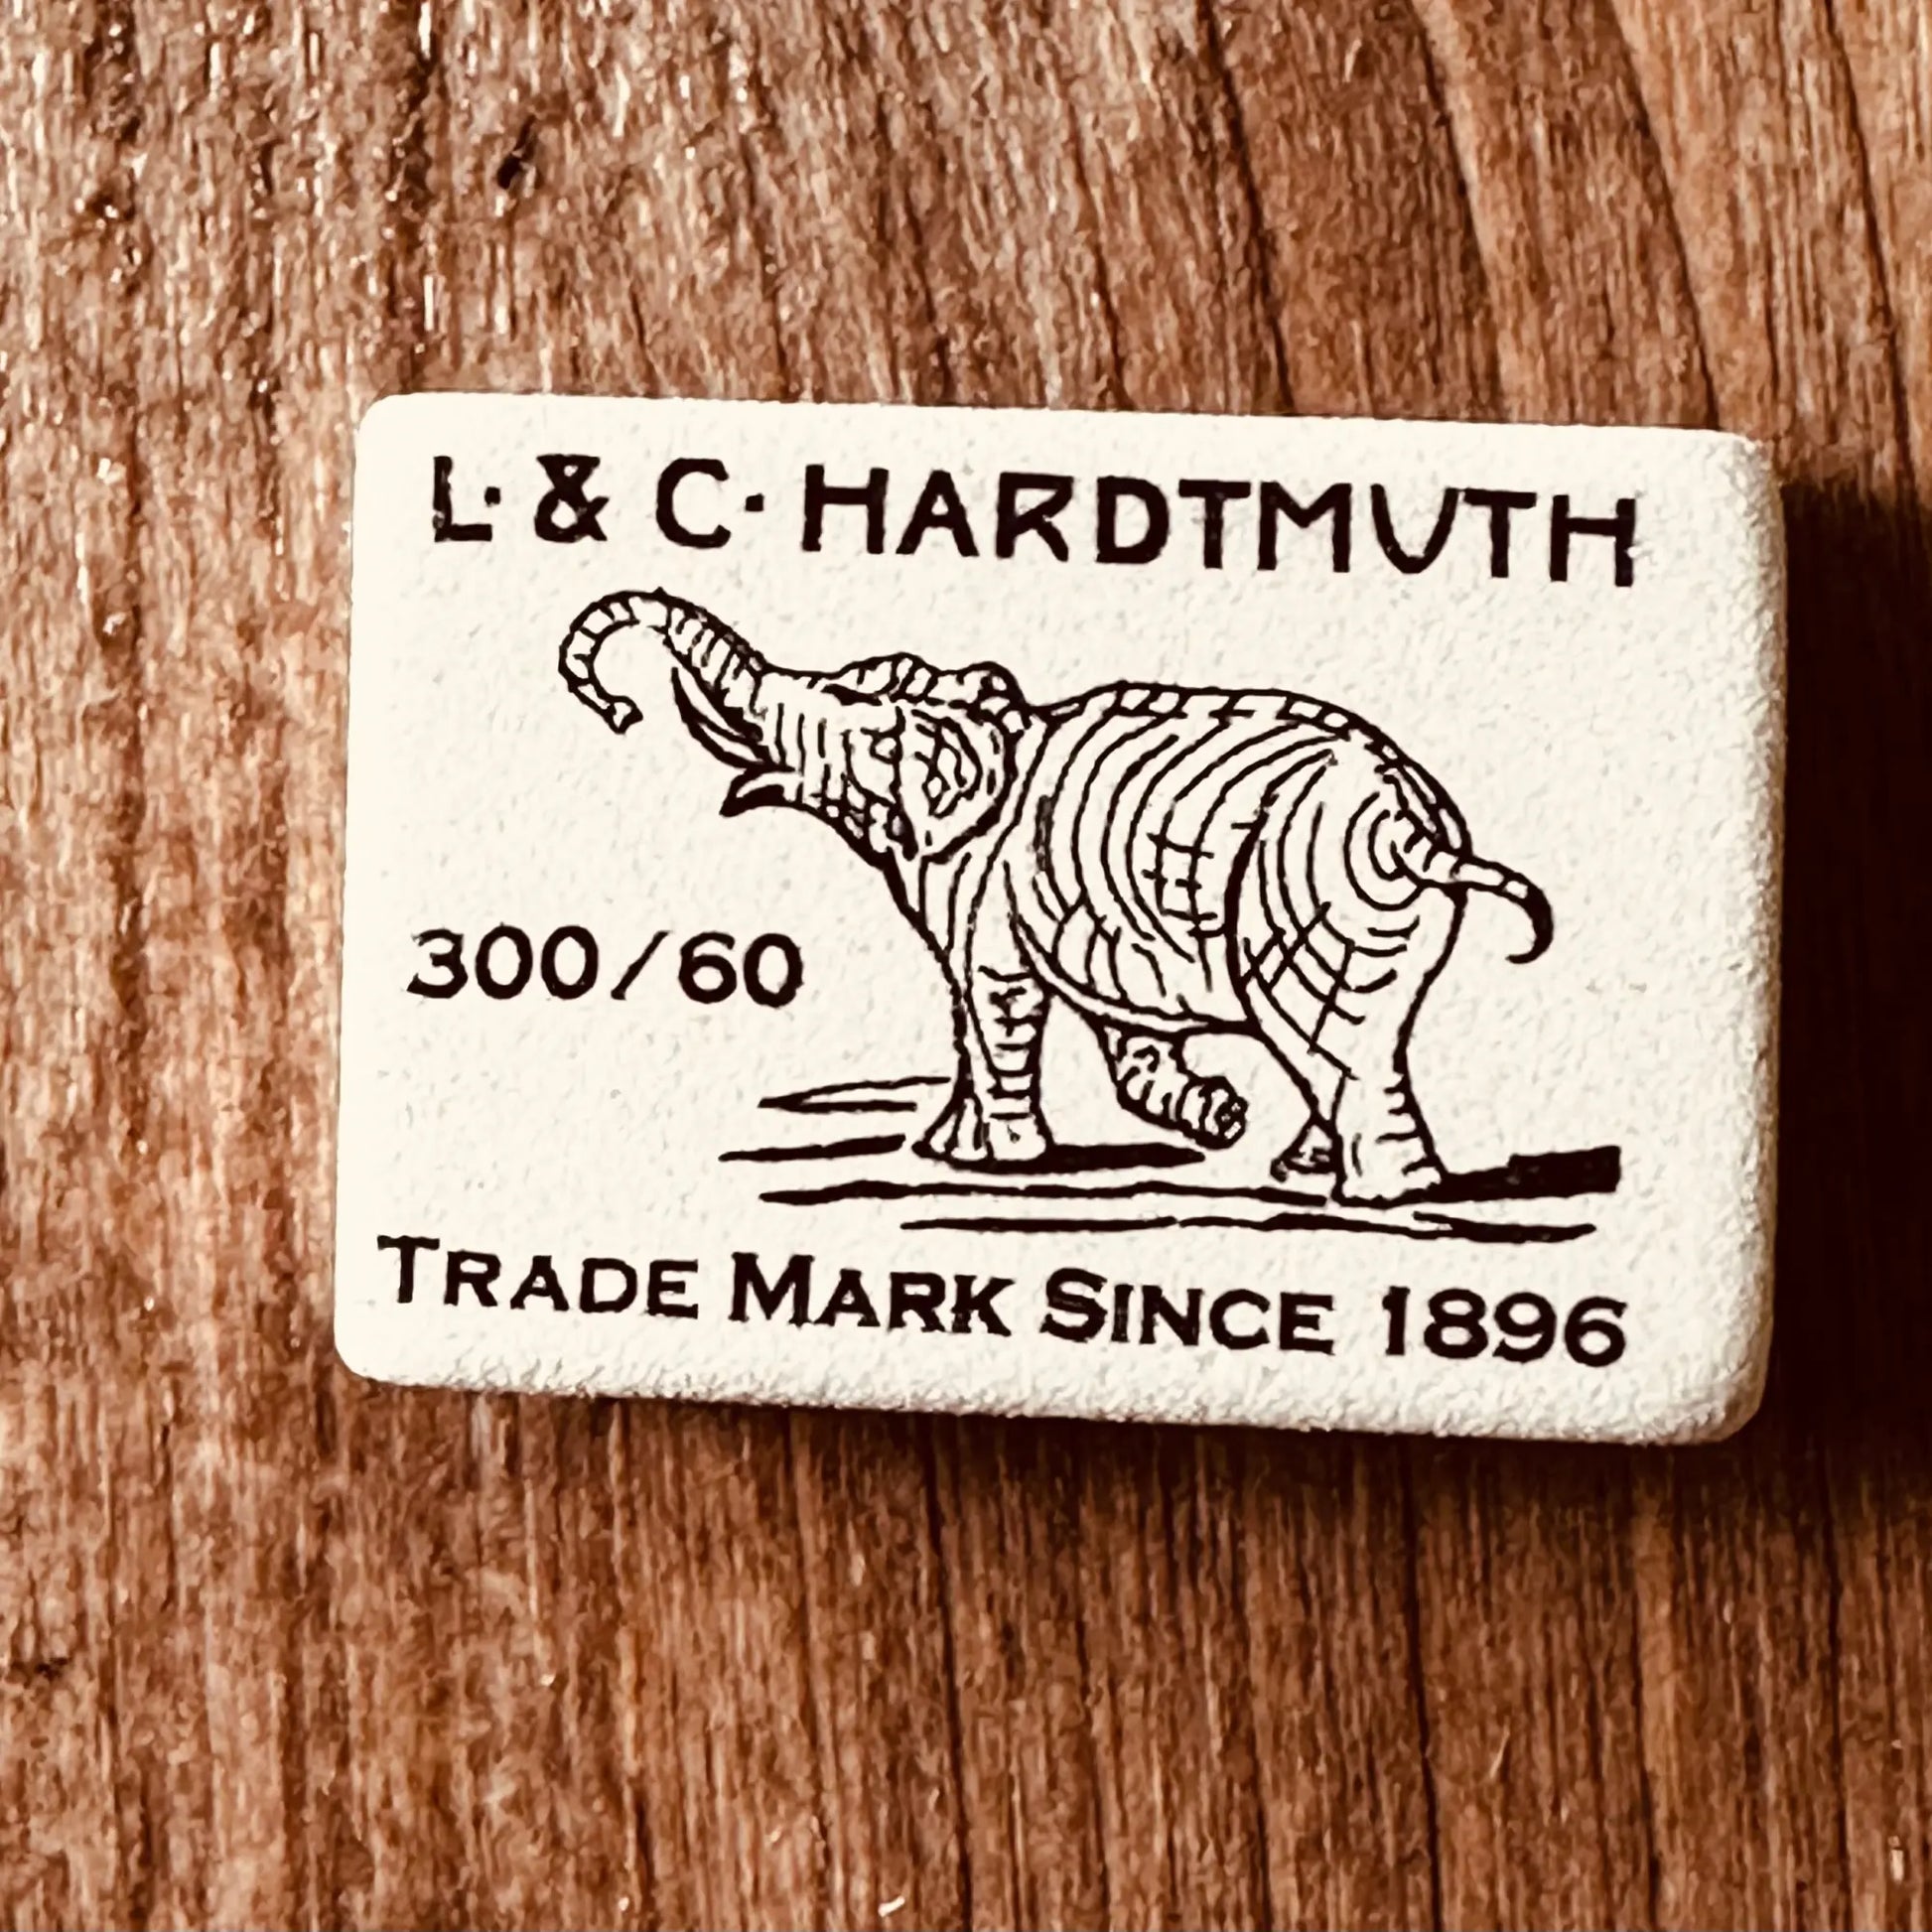 L. & C. HARDTMUTH
300/60
TRADE MARK SINCE 1896